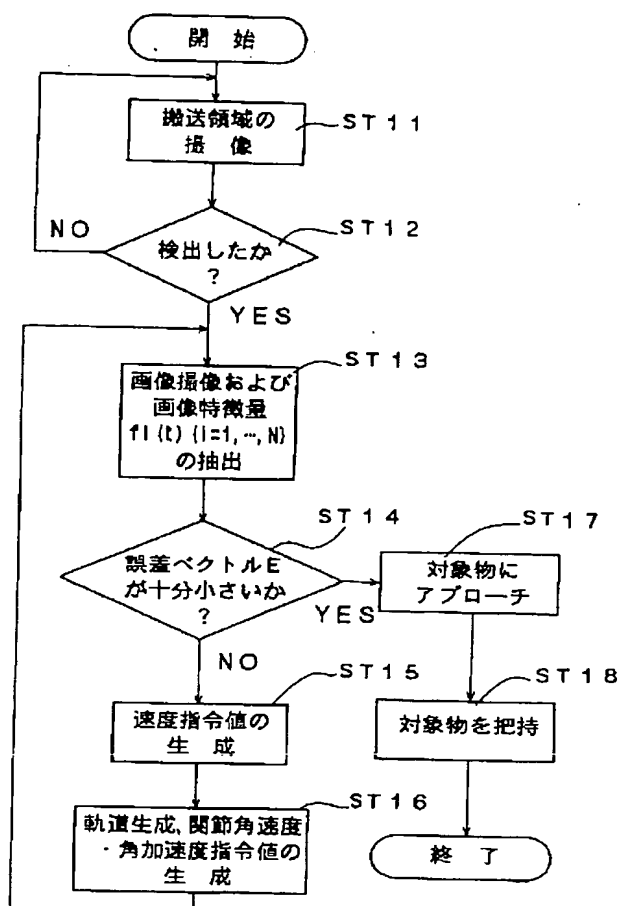 開 始
搬送領域の
撮 像
ST11
検出したか
?
ST12
NO
YES
画像撮像および
画像特徴量
fi(t) (i=1,…,N)
の抽出
ST13
誤差ベクトルE
が十分小さいか
?
ST14
YES
NO
対象物に
アプローチ
ST17
速度指令値の
生 成
ST15
対象物を把持
ST18
軌道生成、関節角速度
・角加速度指令値の
生 成
ST16
終 了